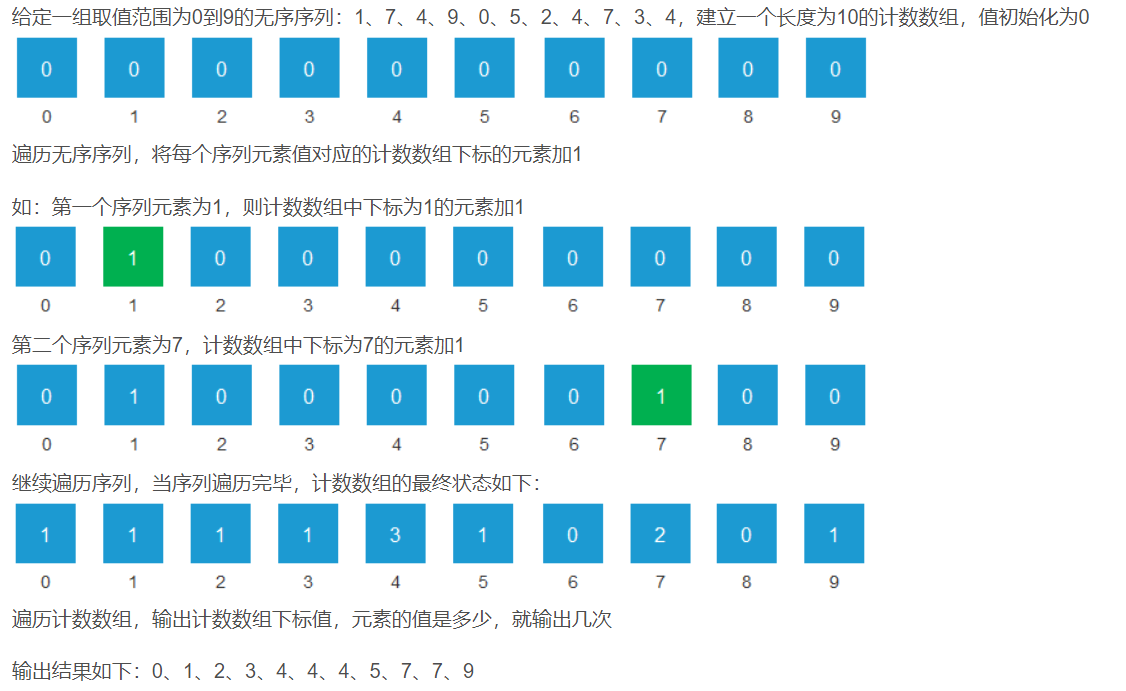 给定一组取值范围为0到9的无序序列：1、7、4、9、0、5、2、4、7、3、4，建立一个长度为10的计数数组，值初始化为0
0 0 0 0 0 0 0 0 0 0
0 1 2 3 4 5 6 7 8 9
遍历无序序列，将每个序列元素值对应的计数数组下标的元素加1
如：第一个序列元素为1，则计数数组中下标为1的元素加1
0 1 0 0 0 0 0 0 0 0
0 1 2 3 4 5 6 7 8 9
第二个序列元素为7，计数数组中下标为7的元素加1
0 1 0 0 0 0 0 1 0 0
0 1 2 3 4 5 6 7 8 9
继续遍历序列，当序列遍历完毕，计数数组的最终状态如下：
1 1 1 1 3 1 0 2 0 1
0 1 2 3 4 5 6 7 8 9
遍历计数数组，输出计数数组下标值，元素的值是多少，就输出几次
输出结果如下：0、1、2、3、4、4、4、5、7、7、9